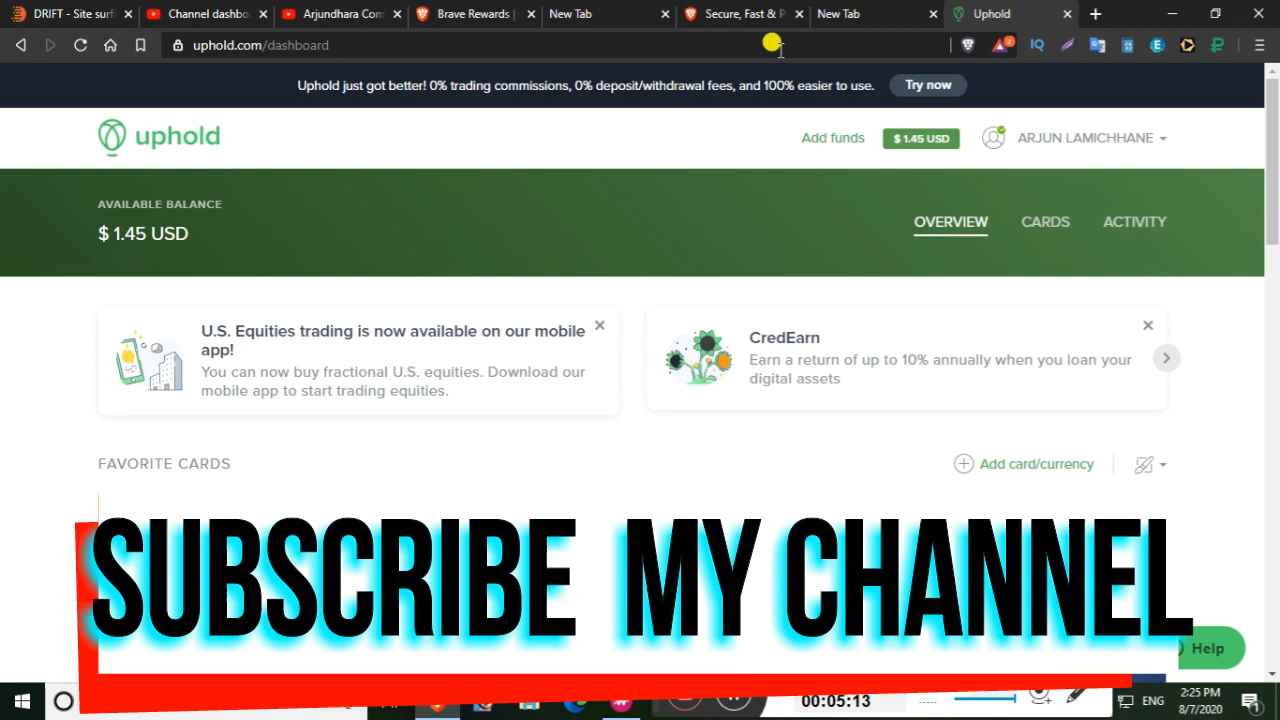 DRIFT - Site surf
Channel dashbo
Arjundhara Com
Brave Rewards |
New Tab
Secure, Fast & P
New Tab
Uphold
uphold.com/dashboard
2
IQ
Uphold just got better! 0% trading commissions, 0% deposit/withdrawal fees, and 100% easier to use.
Try now
uphold
Add funds
$ 1.45 USD
ARJUN LAMICHHANE
AVAILABLE BALANCE
$ 1.45 USD
OVERVIEW
CARDS
ACTIVITY
U.S. Equities trading is now available on our mobile
app!
You can now buy fractional U.S. equities. Download our
mobile app to start trading equities.
CredEarn
Earn a return of up to 10% annually when you loan your
digital assets
FAVORITE CARDS
Add card/currency
SUBSCRIBE MY CHANNEL
Help
00:05:13
ENG
2:25 PM
8/7/2020
1